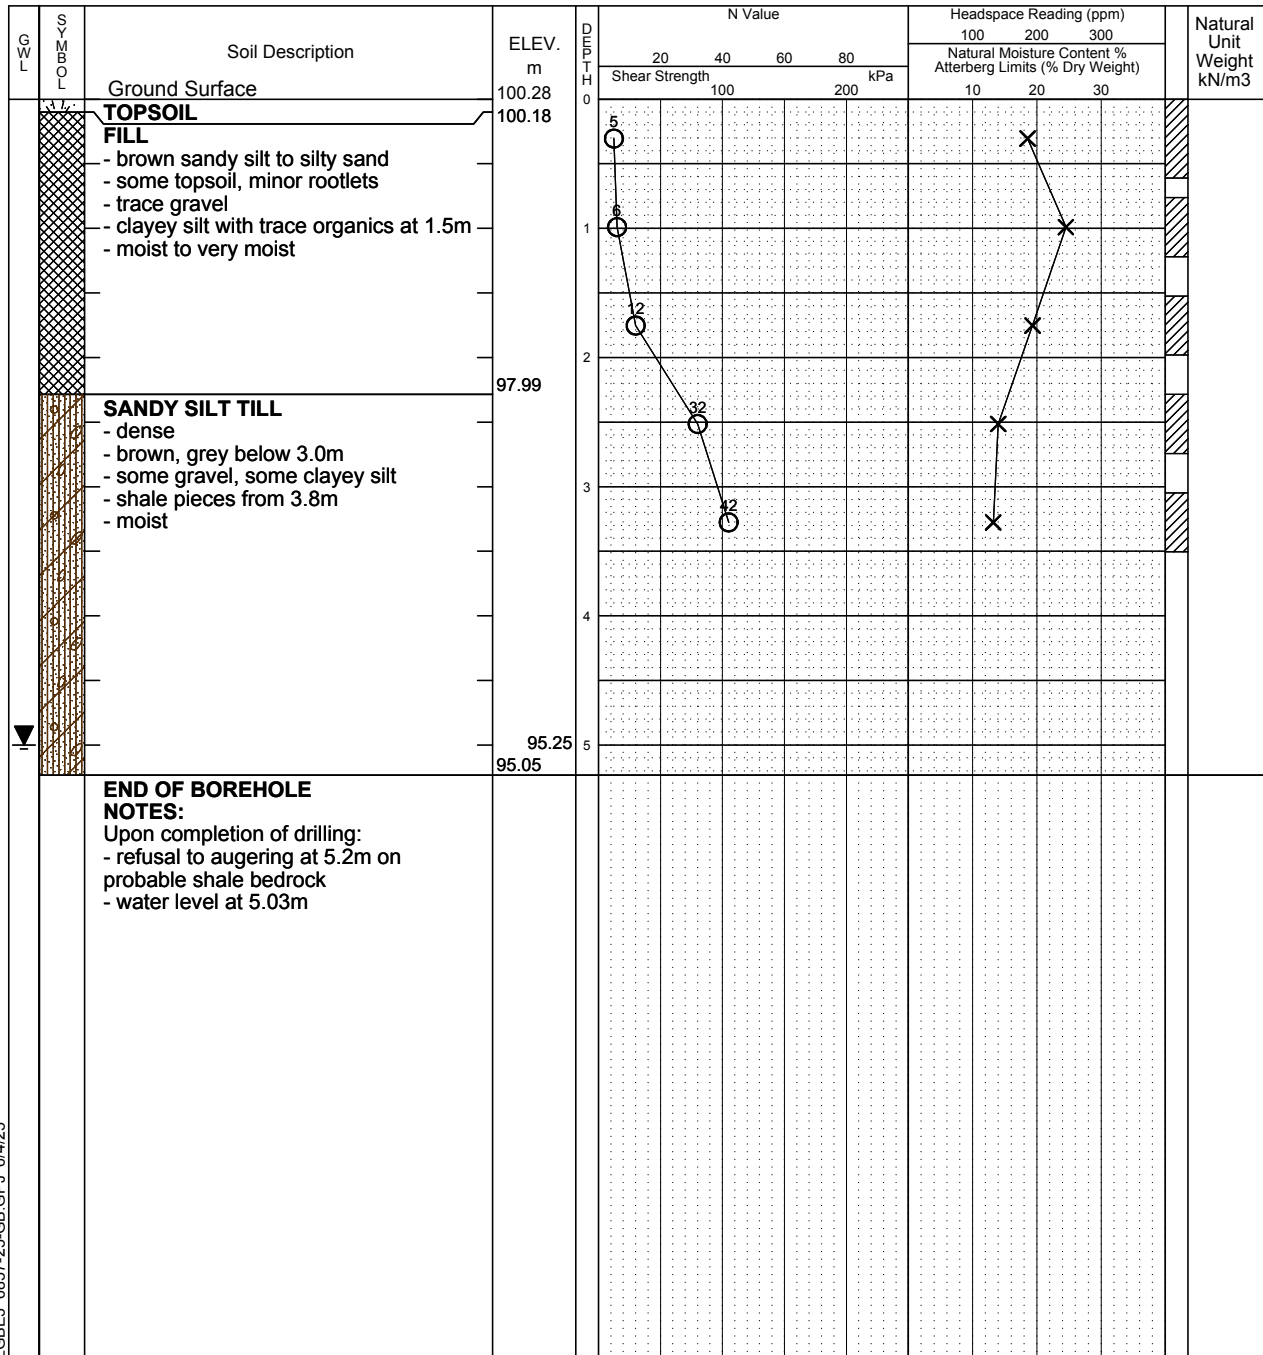 GWL
SYMBOL
Soil Description
Ground Surface
ELEV.
m
100.28
DEPTH
N Value
20 40 60 80
Shear Strength kPa
100 200
Headspace Reading (ppm)
100 200 300
Natural Moisture Content %
Atterberg Limits (% Dry Weight)
10 20 30
Natural
Unit
Weight
kN/m3
0
TOPSOIL
100.18
FILL
- brown sandy silt to silty sand
- some topsoil, minor rootlets
- trace gravel
- clayey silt with trace organics at 1.5m
- moist to very moist
5
6
1
12
2
97.99
SANDY SILT TILL
- dense
- brown, grey below 3.0m
- some gravel, some clayey silt
- shale pieces from 3.8m
- moist
32
3
42
4
95.25
5
95.05
END OF BOREHOLE
NOTES:
Upon completion of drilling:
- refusal to augering at 5.2m on
probable shale bedrock
- water level at 5.03m